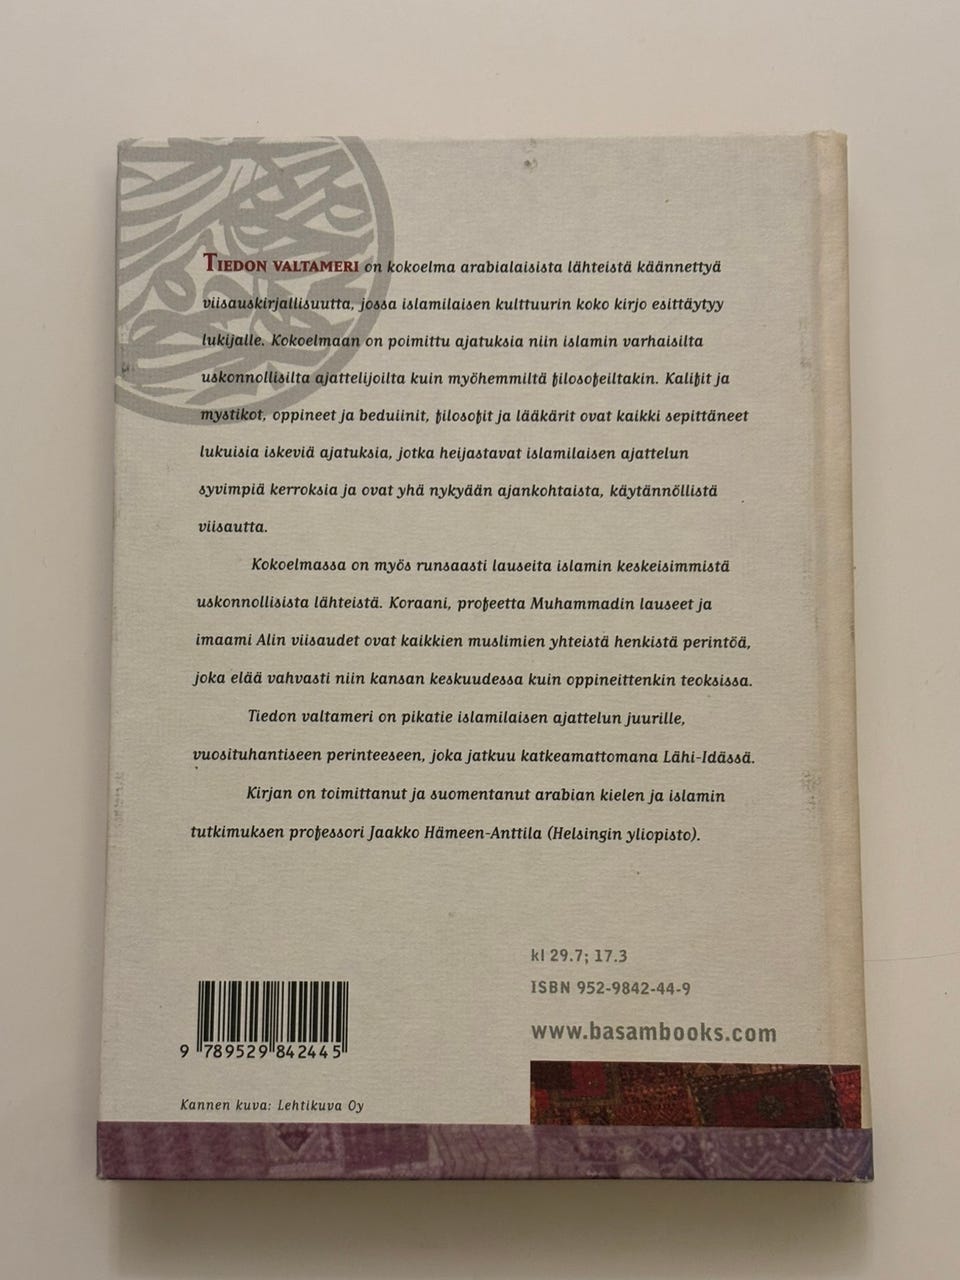 TIEDON VALTAMERI on kokoelma arabialaisista lähteistä käännettyä
viisauskirjallisuutta, jossa islamilaisen kulttuurin koko kirjo esittäytyy
lukijalle. Kokoelmaan on poimittu ajatuksia niin islamin varhaisilta
uskonnollisilta ajattelijoilta kuin myöhemmiltä filosofeiltakin. Kalifit ja
mystikot, oppineet ja beduiinit, filosofit ja lääkärit ovat kaikki sepittäneet
lukuisia iskeviä ajatuksia, jotka heijastavat islamilaisen ajattelun
syvimpiä kerroksia ja ovat yhä nykyään ajankohtaista, käytännöllistä
viisautta.
Kokoelmassa on myös runsaasti lauseita islamin keskeisimmistä
uskonnollisista lähteistä. Koraani, profeetta Muhammadin lauseet ja
imaami Alin viisaudet ovat kaikkien muslimien yhteistä henkistä perintöä,
joka elää vahvasti niin kansan keskuudessa kuin oppineittenkin teoksissa.
Tiedon valtameri on pikatie islamilaisen ajattelun juurille,
vuosituhantiseen perinteeseen, joka jatkuu katkeamattomana Lähi-Idässä.
Kirjan on toimittanut ja suomentanut arabian kielen ja islamin
tutkimuksen professori Jaakko Hämeen-Anttila (Helsingin yliopisto).
kl 29.7; 17.3
ISBN 952-9842-44-9
www.basambooks.com
9 789529 842445
Kannen kuva: Lehtikuva Oy